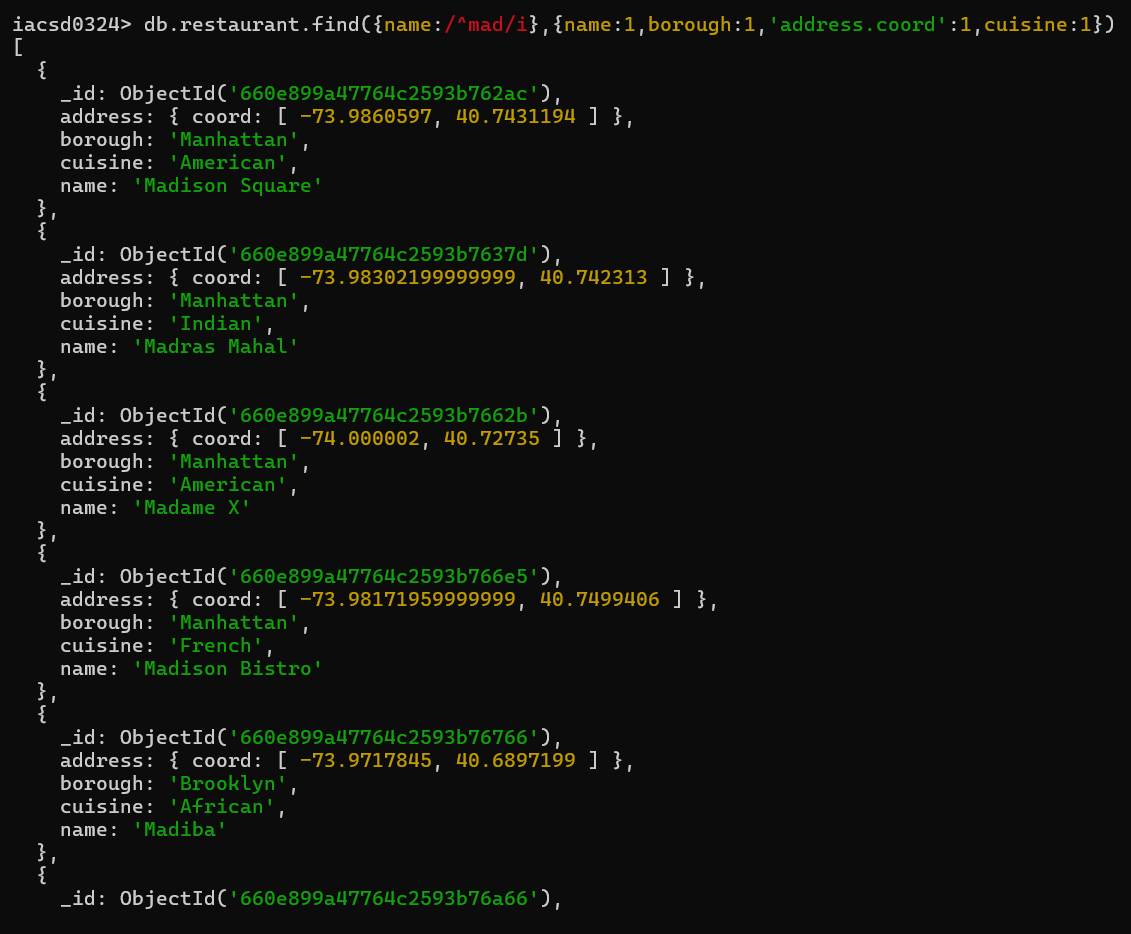 iacsd0324> db.restaurant.find({name:/^mad/i},{name:1,borough:1,'address.coord':1,cuisine:1})
[
  {
    _id: ObjectId('660e899a47764c2593b762ac'),
    address: { coord: [ -73.9860597, 40.7431194 ] },
    borough: 'Manhattan',
    cuisine: 'American',
    name: 'Madison Square'
  },
  {
    _id: ObjectId('660e899a47764c2593b7637d'),
    address: { coord: [ -73.98302199999999, 40.742313 ] },
    borough: 'Manhattan',
    cuisine: 'Indian',
    name: 'Madras Mahal'
  },
  {
    _id: ObjectId('660e899a47764c2593b7662b'),
    address: { coord: [ -74.000002, 40.72735 ] },
    borough: 'Manhattan',
    cuisine: 'American',
    name: 'Madame X'
  },
  {
    _id: ObjectId('660e899a47764c2593b766e5'),
    address: { coord: [ -73.98171959999999, 40.7499406 ] },
    borough: 'Manhattan',
    cuisine: 'French',
    name: 'Madison Bistro'
  },
  {
    _id: ObjectId('660e899a47764c2593b76766'),
    address: { coord: [ -73.9717845, 40.6897199 ] },
    borough: 'Brooklyn',
    cuisine: 'African',
    name: 'Madiba'
  },
  {
    _id: ObjectId('660e899a47764c2593b76a66'),